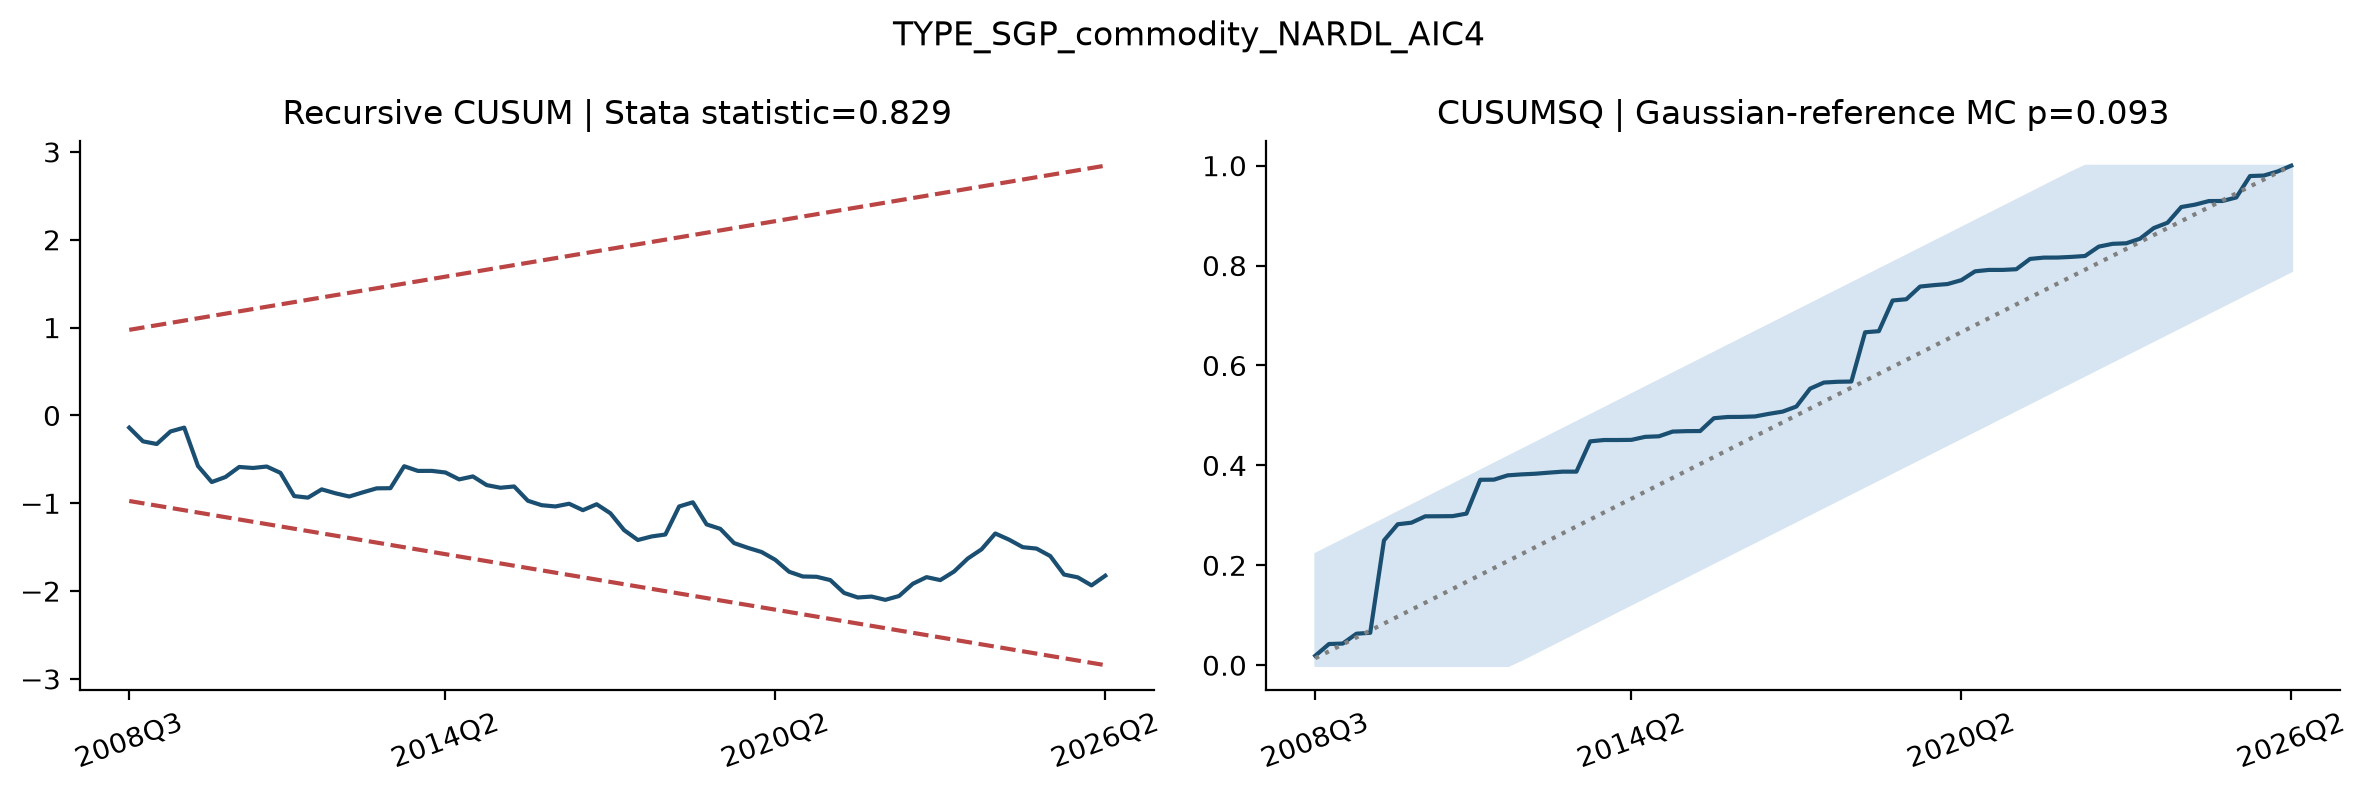 TYPE_SGP_commodity_NARDL_AIC4
Recursive CUSUM | Stata statistic=0.829
3
2
1
0
−1
−2
−3
2008Q3
2014Q2
2020Q2
2026Q2
CUSUMSQ | Gaussian-reference MC p=0.093
1.0
0.8
0.6
0.4
0.2
0.0
2008Q3
2014Q2
2020Q2
2026Q2